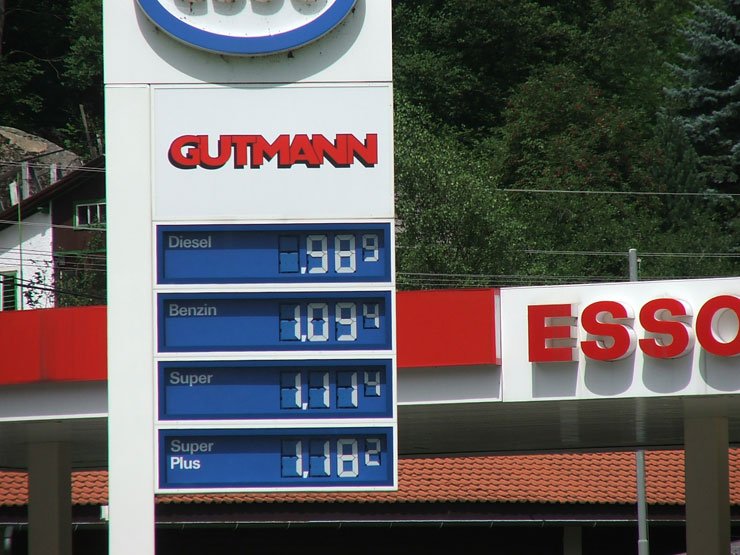 GUTMANN
Diesel ,989
Benzin 1,094
Super 1,114
Super
Plus 1,182
ESSO